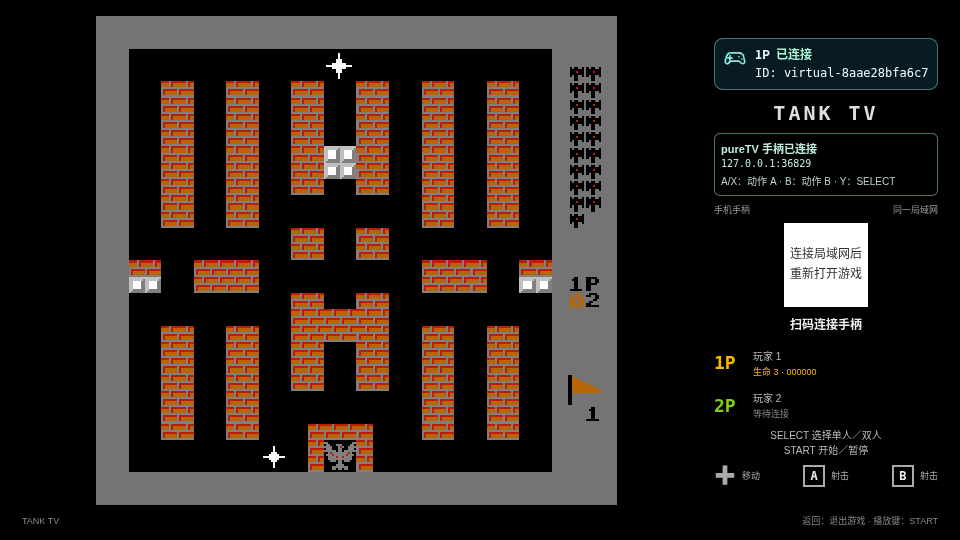 1P 已连接
ID: virtual-8aae28bfa6c7
TANK TV
pureTV 手柄已连接
127.0.0.1:36829
A/X：动作 A · B：动作 B · Y：SELECT
手机手柄 同一局域网
连接局域网后
重新打开游戏
扫码连接手柄
1P
2
1
1P 玩家 1
生命 3 · 000000
2P 玩家 2
等待连接
SELECT 选择单人／双人
START 开始／暂停
移动 A 射击 B 射击
TANK TV
返回：退出游戏 · 播放键：START